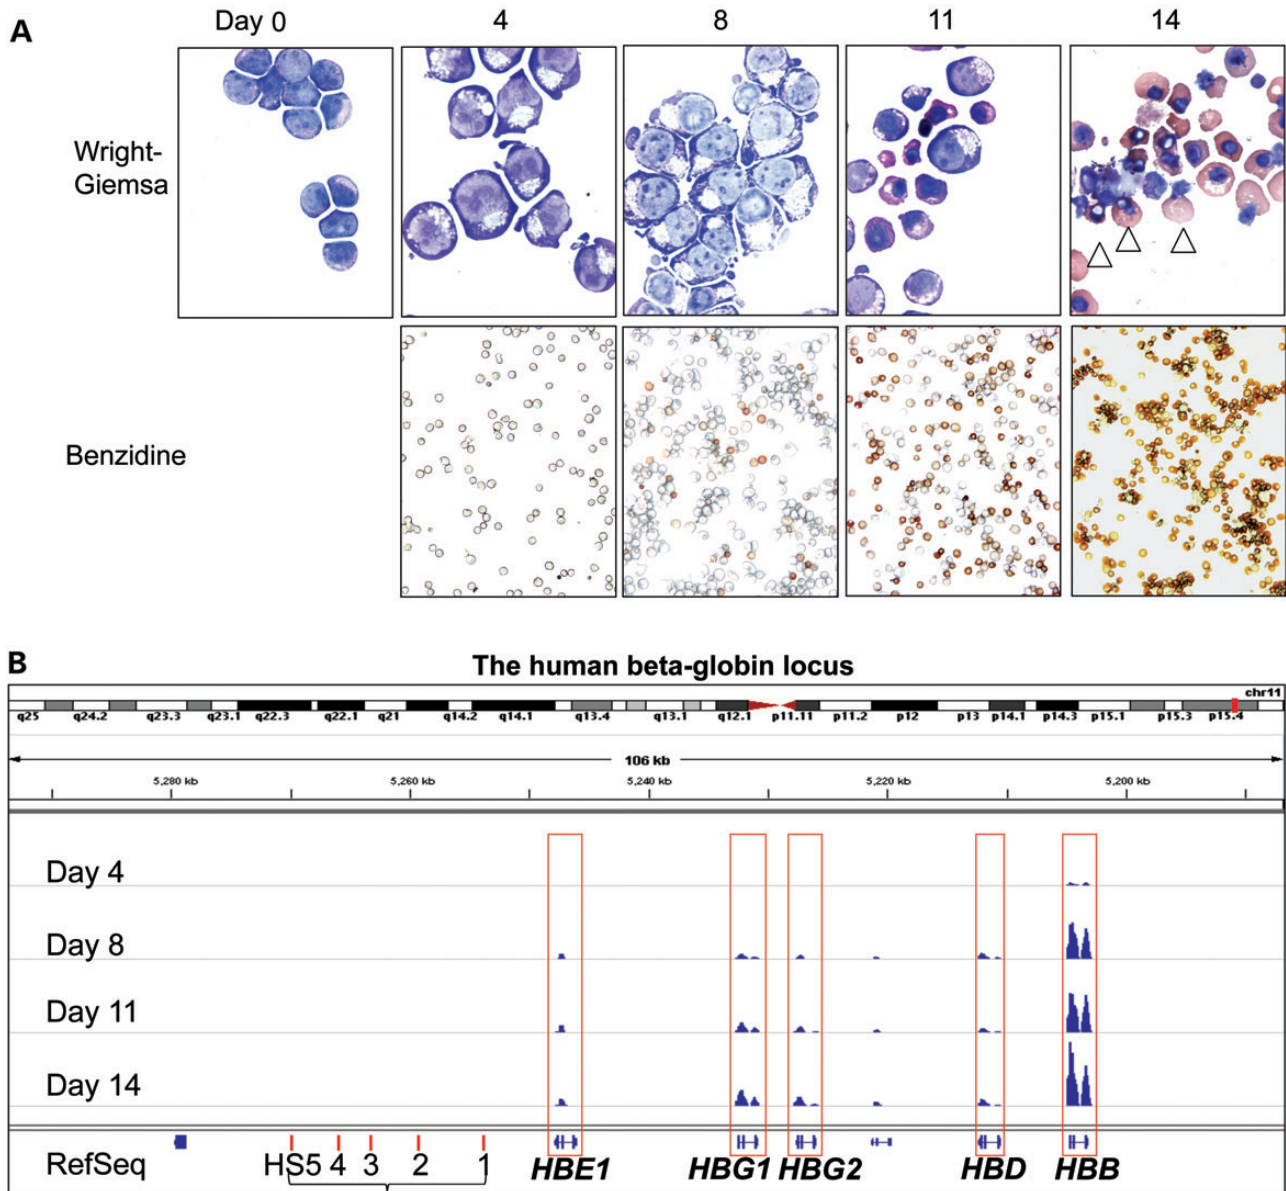 A
Day 0 4 8 11 14
Wright-
Giemsa
Benzidine
B
The human beta-globin locus
chr11
q25 q24.2 q23.3 q23.1 q22.3 q22.1 q21 q14.2 q14.1 q13.4 q13.1 q12.1 p11.11 p11.2 p12 p13 p14.1 p14.3 p15.1 p15.3 p15.4
106 kb
5,280 kb 5,260 kb 5,240 kb 5,220 kb 5,200 kb
Day 4
Day 8
Day 11
Day 14
RefSeq HS5 4 3 2 1 HBE1 HBG1 HBG2 HBD HBB